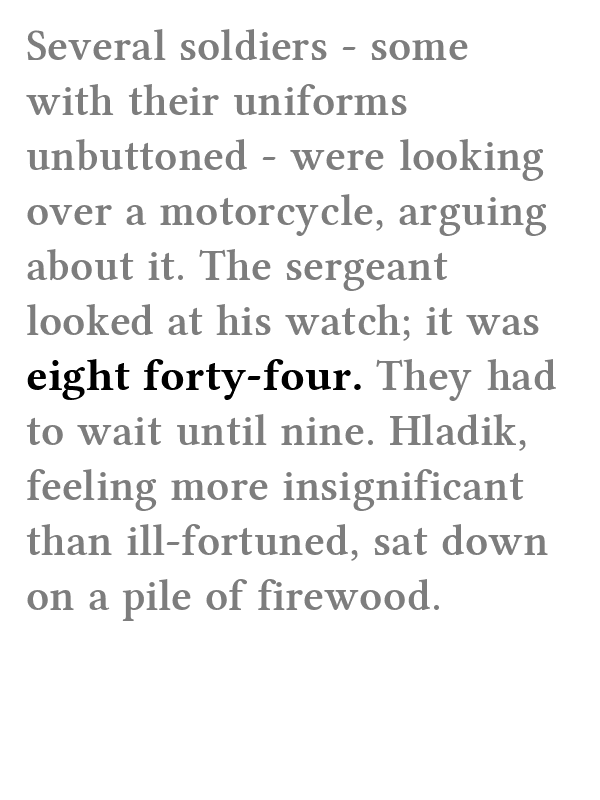 Several soldiers - some
with their uniforms
unbuttoned - were looking
over a motorcycle, arguing
about it. The sergeant
looked at his watch; it was
eight forty-four. They had
to wait until nine. Hladik,
feeling more insignificant
than ill-fortuned, sat down
on a pile of firewood.